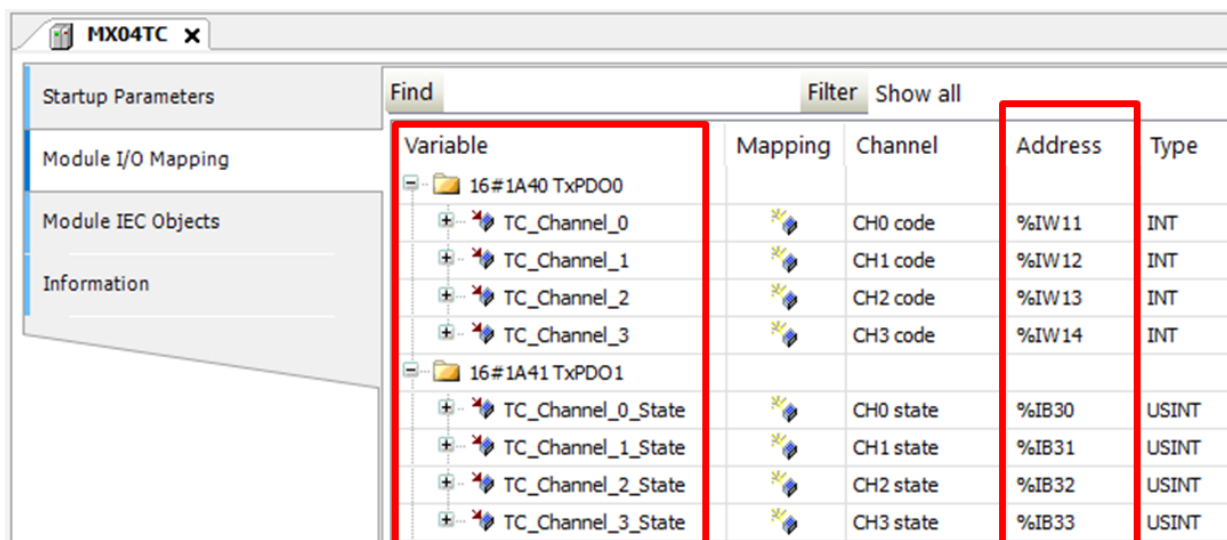 MX04TC
Startup Parameters
Module I/O Mapping
Module IEC Objects
Information
Find Filter Show all
Variable Mapping Channel Address Type
16#1A40 TxPDO0
TC_Channel_0 CH0 code %IW11 INT
TC_Channel_1 CH1 code %IW12 INT
TC_Channel_2 CH2 code %IW13 INT
TC_Channel_3 CH3 code %IW14 INT
16#1A41 TxPDO1
TC_Channel_0_State CH0 state %IB30 USINT
TC_Channel_1_State CH1 state %IB31 USINT
TC_Channel_2_State CH2 state %IB32 USINT
TC_Channel_3_State CH3 state %IB33 USINT